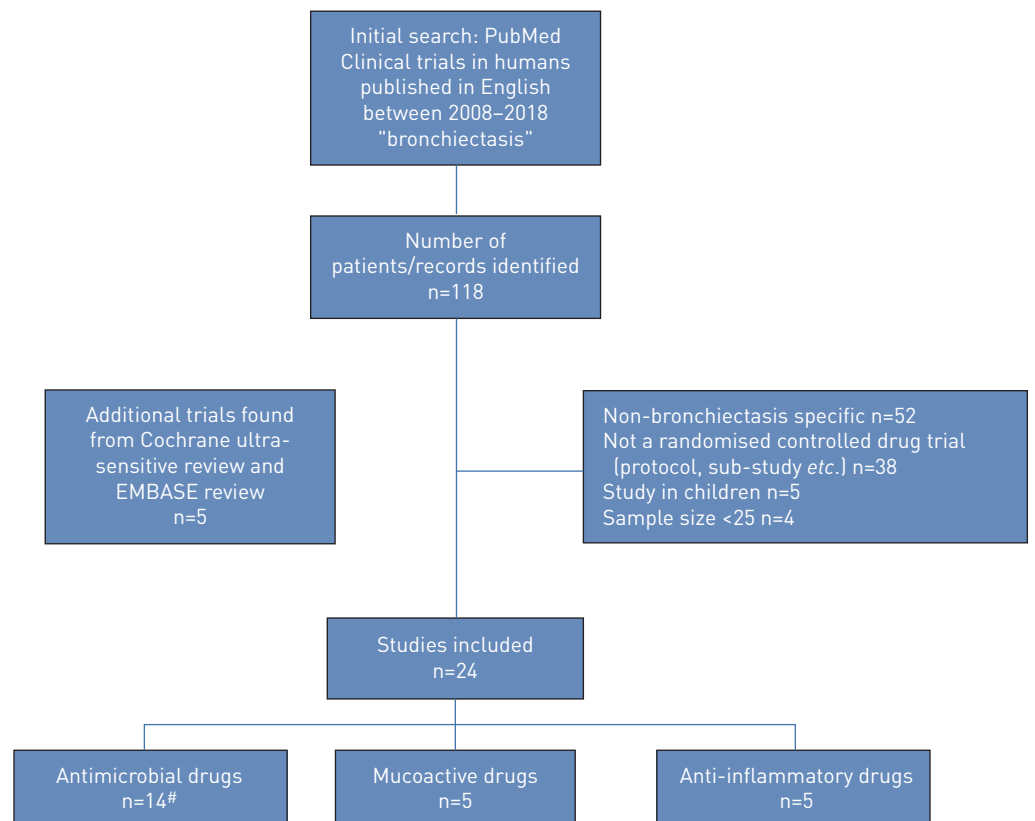 Initial search: PubMed
Clinical trials in humans
published in English
between 2008–2018
"bronchiectasis"
Number of
patients/records identified
n=118
Additional trials found
from Cochrane ultra-
sensitive review and
EMBASE review
n=5
Non-bronchiectasis specific n=52
Not a randomised controlled drug trial
(protocol, sub-study etc.) n=38
Study in children n=5
Sample size <25 n=4
Studies included
n=24
Antimicrobial drugs
n=14#
Mucoactive drugs
n=5
Anti-inflammatory drugs
n=5